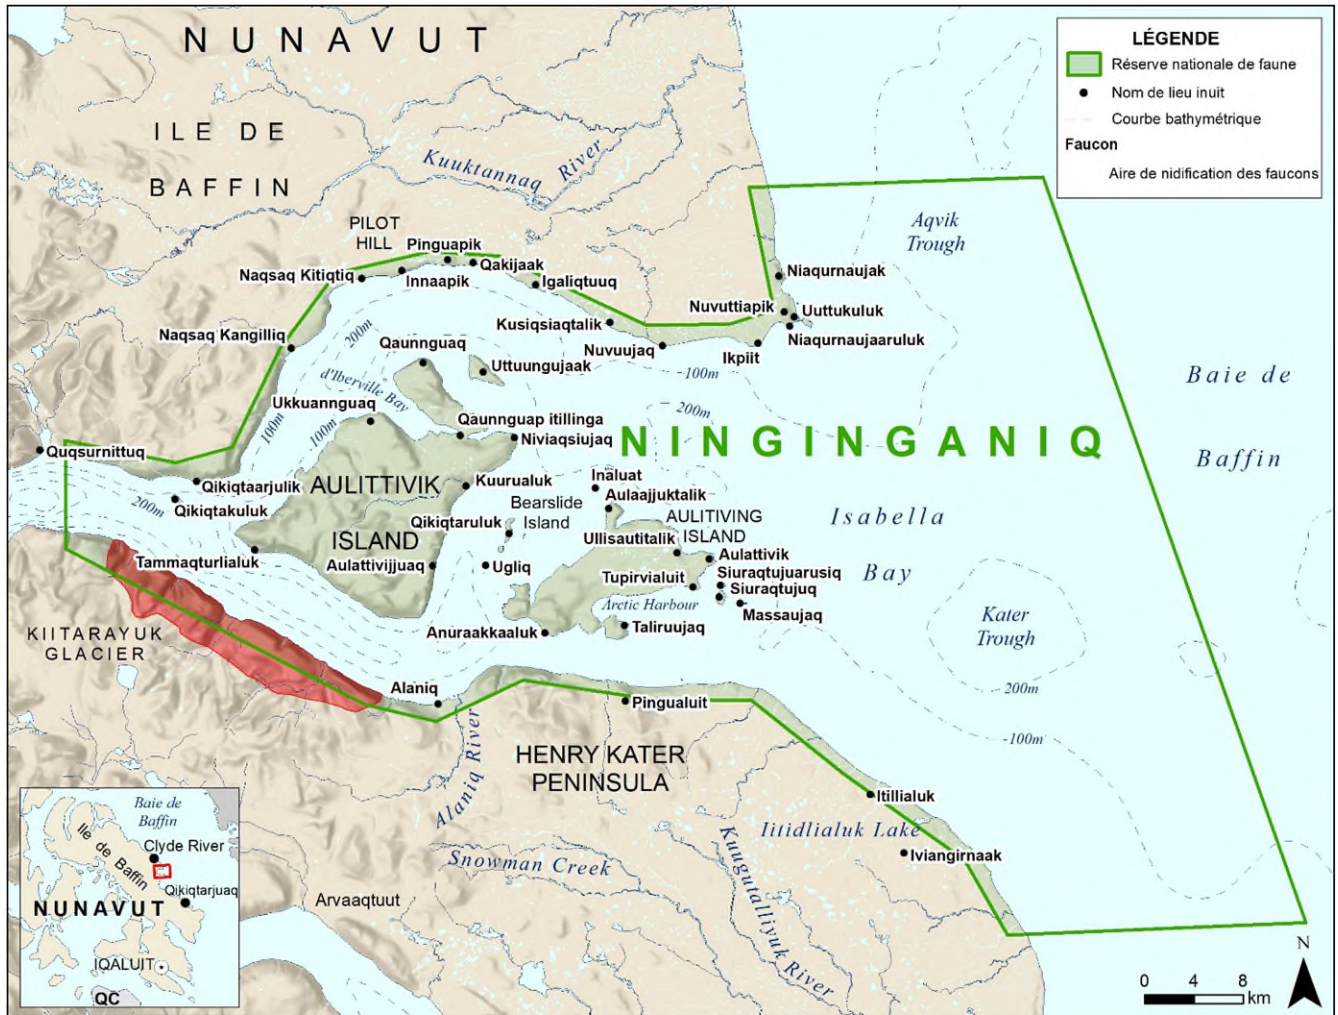 NUNAVUT
ILE DE
BAFFIN
Kuuktannaq River
LÉGENDE
Réserve nationale de faune
Nom de lieu inuit
Courbe bathymétrique
Faucon
Aire de nidification des faucons
PILOT
HILL
Pinguapik
Qakijaak
Naqsaq Kitiqtiq
Innaapik
Igaliqtuuq
Aqvik
Trough
Niaqurnaujak
Nuvuttiapik
Uuttukuluk
Niaqurnaujaaruluk
Kusiqsiaqtalik
Nuvuujaq
Ikpiit
Naqsaq Kangilliq
200m
Qaunnguaq
Uttuungujaak
100m
d'Iberville Bay
Ukkuannguaq
200m
100m
100m
Qaunnguap itillinga
Niviaqsiujaq
NINGINGANIQ
Baie de
Baffin
Quqsurnittuq
Qikiqtaarjulik
200m
Qikiqtakuluk
AULITTIVIK
ISLAND
Kuurualuk
Inaluat
Aulaajjuktalik
Bearslide
Island
Qikiqtaruluk
AULITIVING
ISLAND
Ullisautitalik
Isabella
Bay
Tammaqturlialuk
Aulattivijjuaq
Ugliq
Aulattivik
Siuraqtujuarusiq
Tupirvialuit
Siuraqtujuq
Massaujaq
Arctic Harbour
Taliruujaq
Anuraakkaaluk
Kater
Trough
KIITARAYUK
GLACIER
Alaniq
Pingualuit
200m
100m
Alaniq River
HENRY KATER
PENINSULA
Itillialuk
Iitidlialuk Lake
Iviangirnaak
Snowman Creek
Kuugutalliyuk River
Arvaaqtuut
Baie de
Baffin
Ile de Baffin
Clyde River
Qikiqtarjuaq
NUNAVUT
IQALUIT
QC
N
0 4 8
km